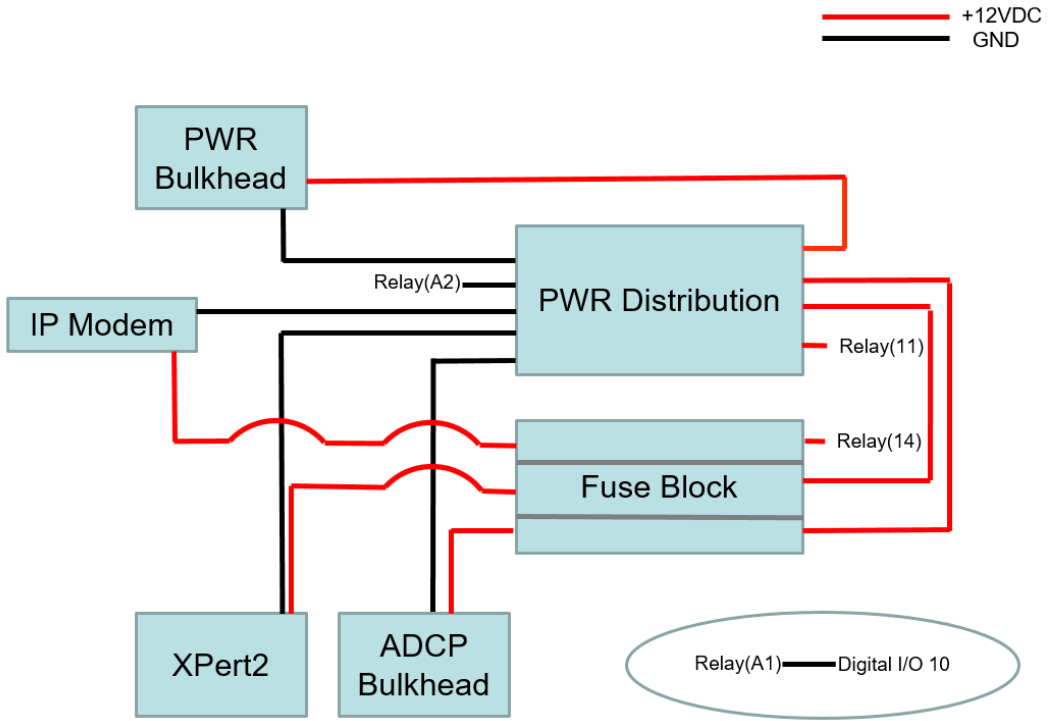 +12VDC
GND
PWR
Bulkhead
Relay(A2)
PWR Distribution
IP Modem
Relay(11)
Relay(14)
Fuse Block
XPert2
ADCP
Bulkhead
Relay(A1) Digital I/O 10